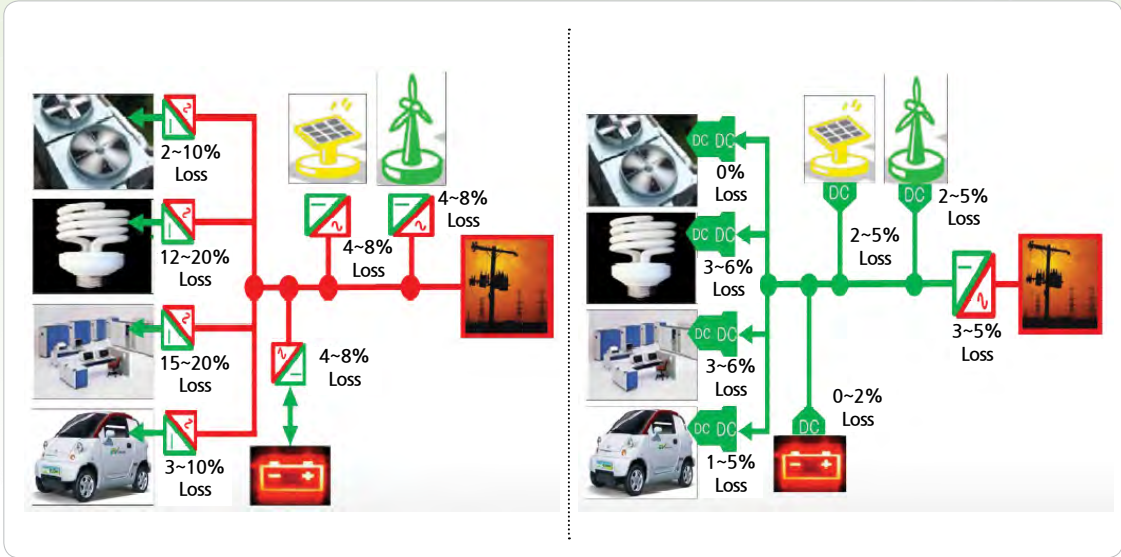 2~10%
Loss
12~20%
Loss
15~20%
Loss
3~10%
Loss
4~8%
Loss
4~8%
Loss
4~8%
Loss
DC DC
0%
Loss
DC DC
3~6%
Loss
DC DC
3~6%
Loss
DC DC
1~5%
Loss
DC
2~5%
Loss
DC
2~5%
Loss
3~5%
Loss
0~2%
Loss
DC